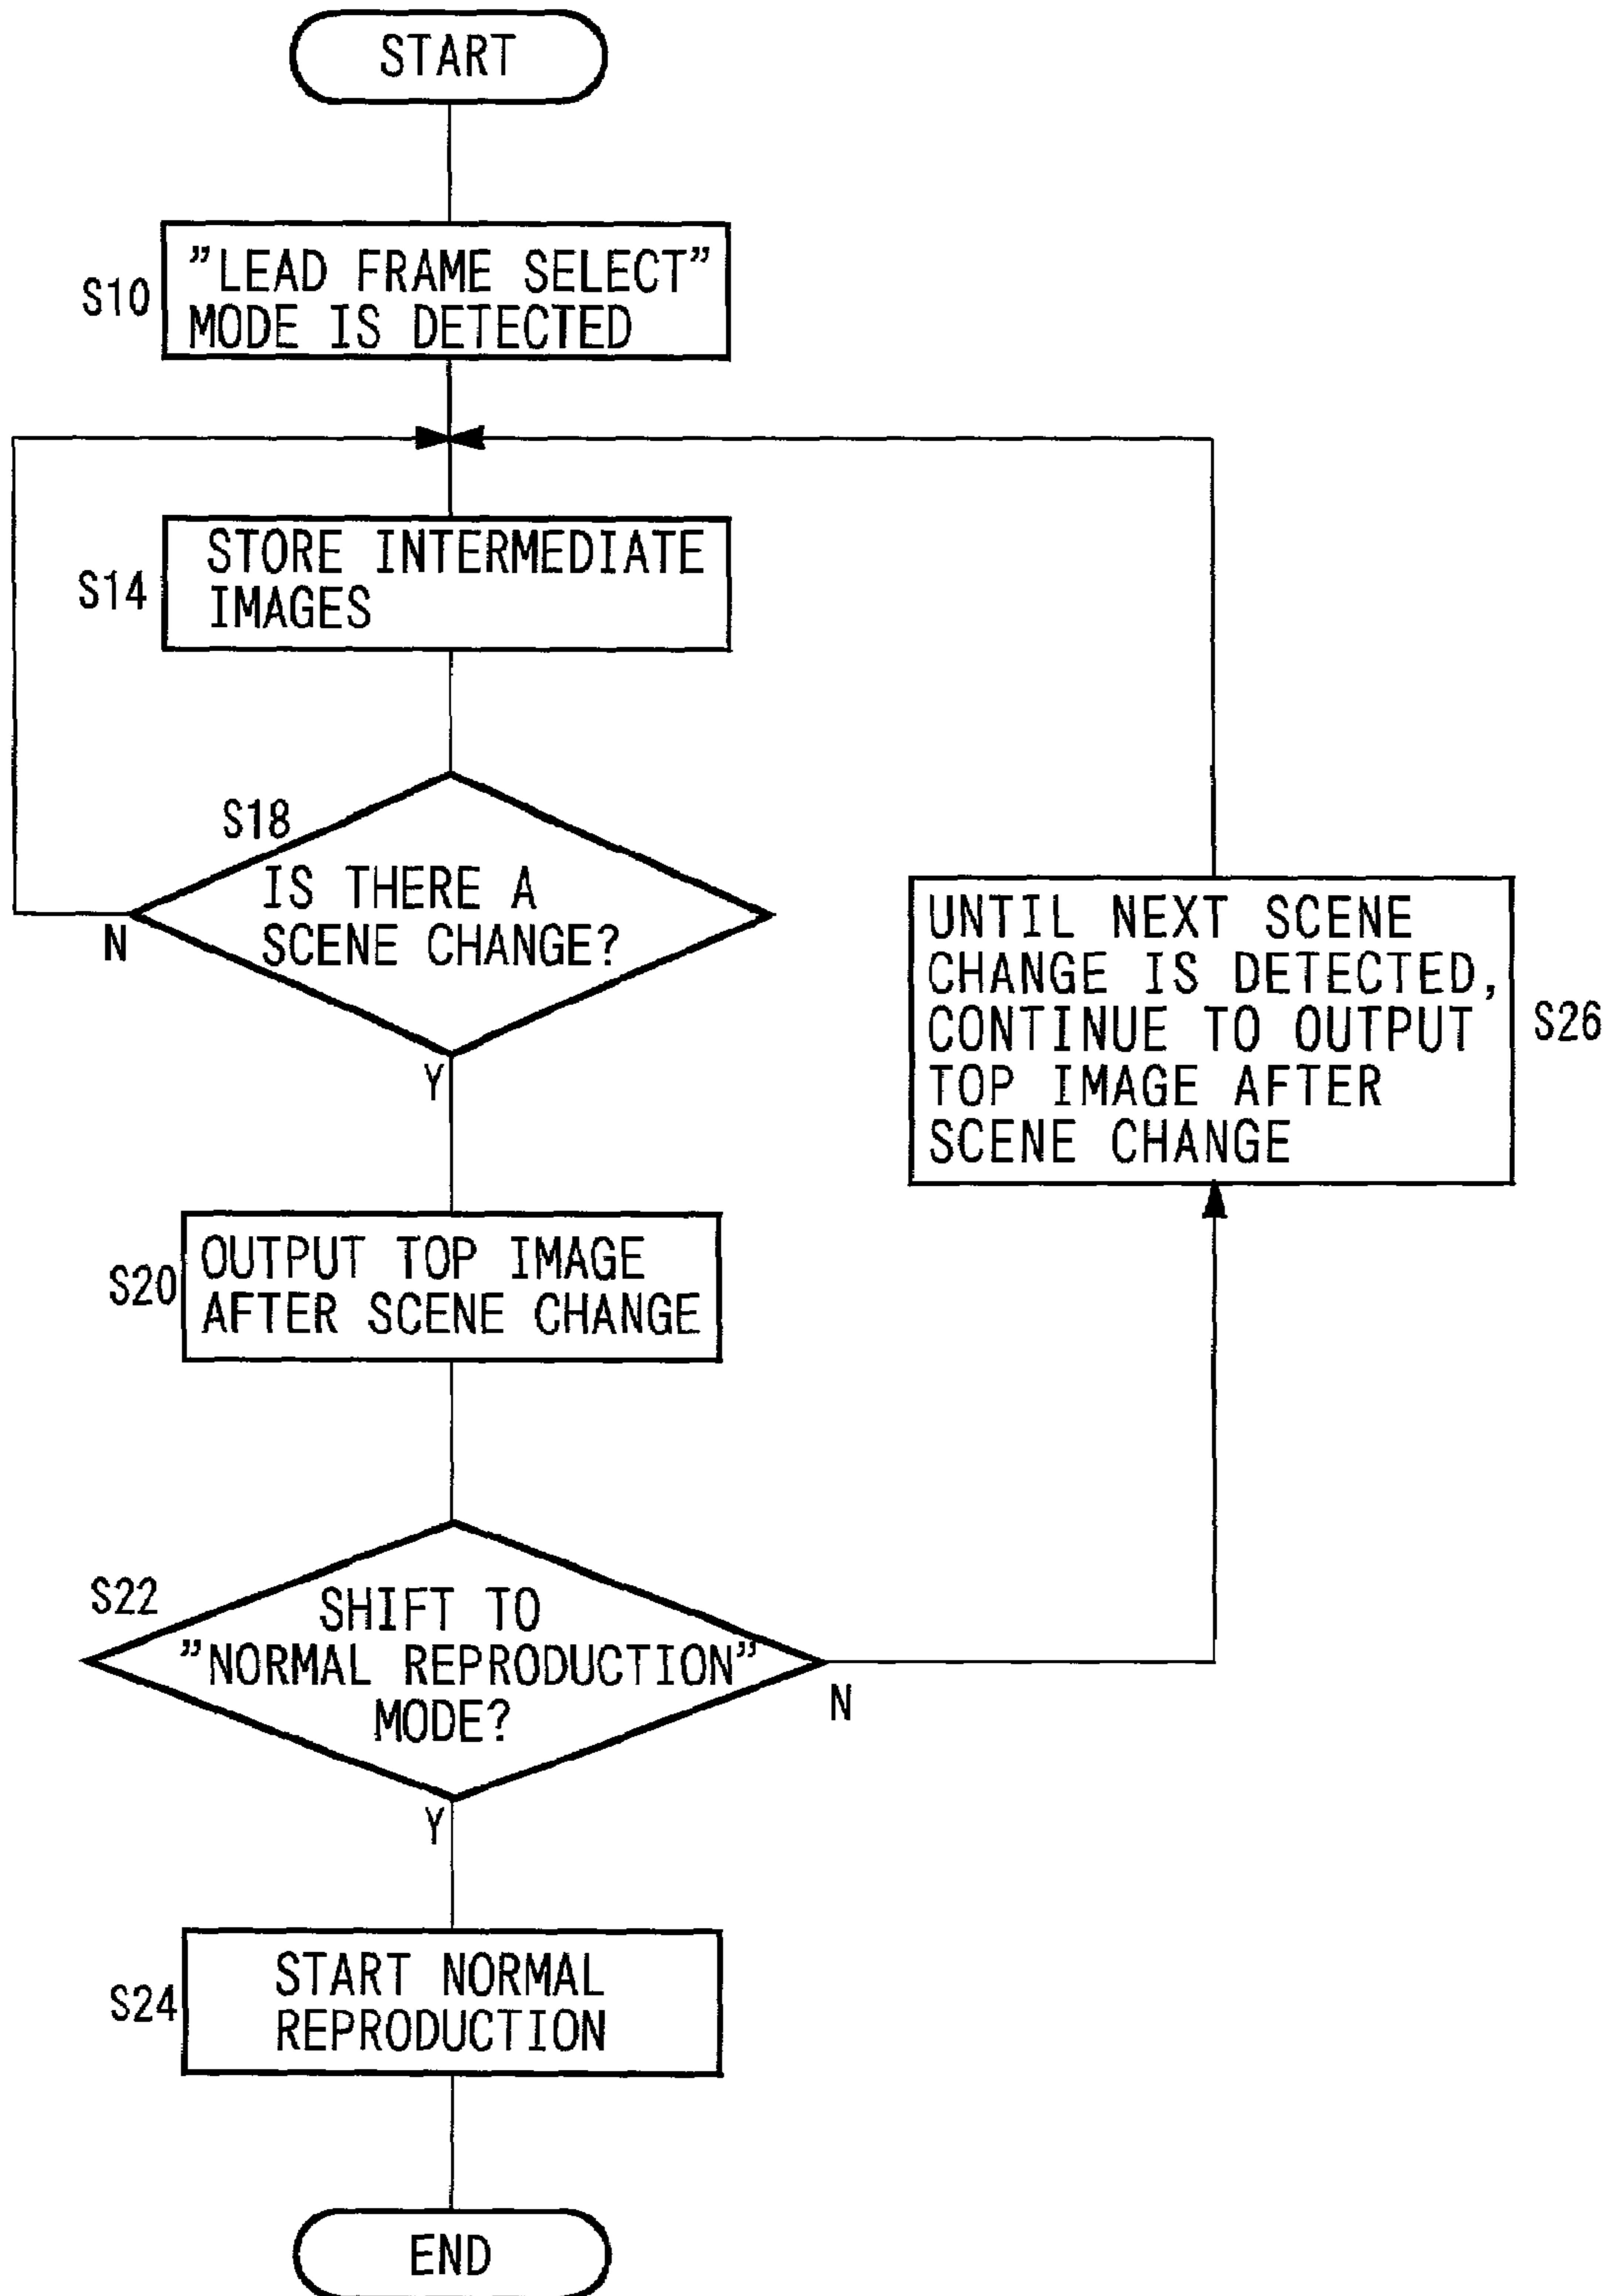 START
S10
”LEAD FRAME SELECT”
MODE IS DETECTED
S14
STORE INTERMEDIATE
IMAGES
S18
IS THERE A
SCENE CHANGE?
N
Y
UNTIL NEXT SCENE
CHANGE IS DETECTED,
CONTINUE TO OUTPUT
TOP IMAGE AFTER
SCENE CHANGE
S26
S20
OUTPUT TOP IMAGE
AFTER SCENE CHANGE
S22
SHIFT TO
”NORMAL REPRODUCTION”
MODE?
N
Y
S24
START NORMAL
REPRODUCTION
END